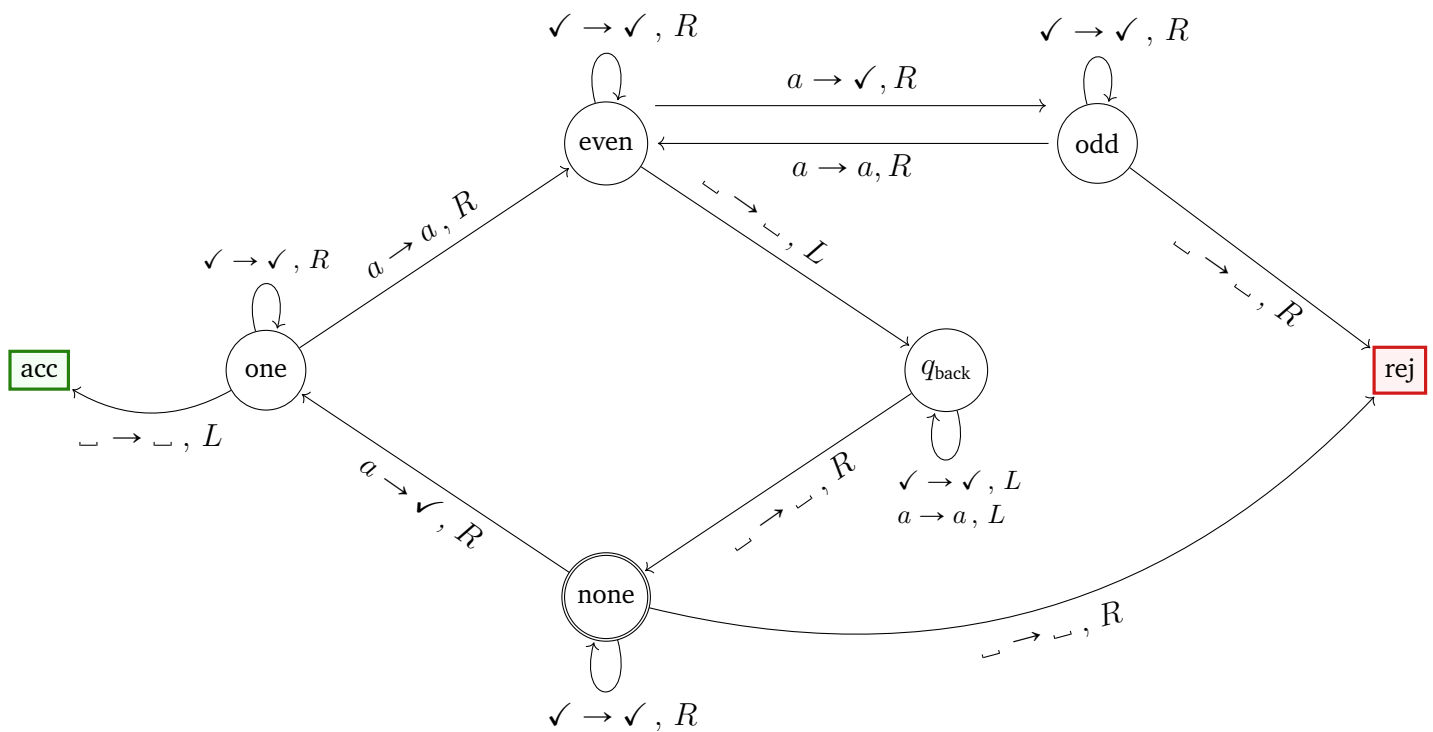 ✓ → ✓ , R
✓ → ✓ , R
a → ✓, R
even
odd
a → a, R
␣ → ␣ , L
a → a , R
✓ → ✓ , R
␣ → ␣ , R
acc
one
q_back
rej
␣ → ␣ , L
a → ✓, R
␣ → ␣ , R
✓ → ✓ , L
a → a , L
none
␣ → ␣ , R
✓ → ✓ , R